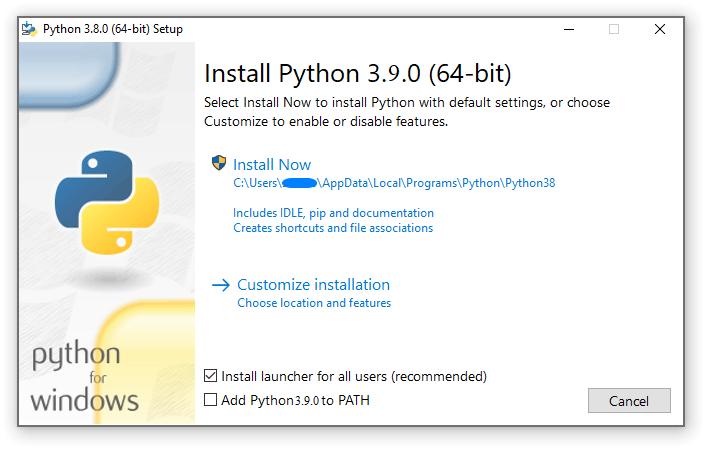 Python 3.8.0 (64-bit) Setup
Install Python 3.9.0 (64-bit)
Select Install Now to install Python with default settings, or choose
Customize to enable or disable features.
Install Now
C:\Users\ \AppData\Local\Programs\Python\Python38
Includes IDLE, pip and documentation
Creates shortcuts and file associations
Customize installation
Choose location and features
python
for
windows
Install launcher for all users (recommended)
Add Python3.9.0 to PATH
Cancel